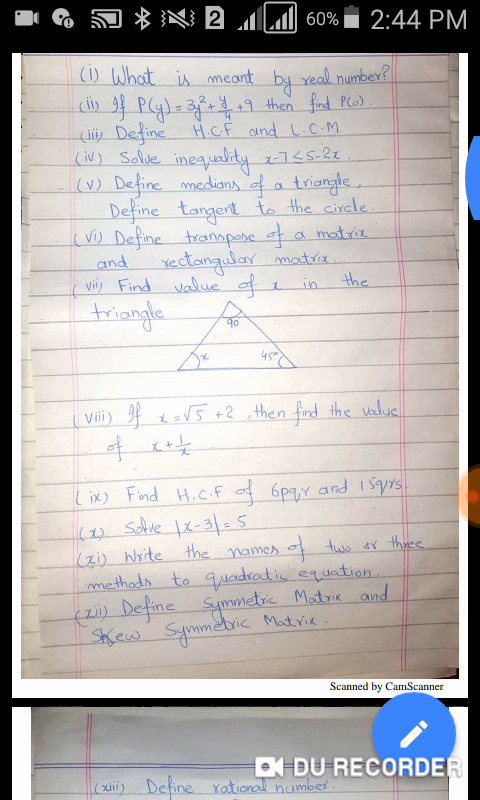 2
60%
2:44 PM
(i) What is meant by real number?
(ii) If P(y) = 3y² + y/4 + 9 then find P(0).
(iii) Define H.C.F and L.C.M
(iv) Solve inequality x-7 ≤ 5-2x.
(v) Define medians of a triangle,
Define tangent to the circle.
(vi) Define transpose of a matrix
and rectangular matrix.
(vii) Find value of x in the
triangle
90
x
45°
(viii) If x = √5 + 2, then find the value
of x + 1/x
(ix) Find H.C.F of 6pqr and 15qrs.
(x) Solve |x-3| = 5
(xi) Write the names of two or three
methods to quadratic equation.
(xii) Define Symmetric Matrix and
Skew Symmetric Matrix.
Scanned by CamScanner
DU RECORDER
(xiii) Define rational number.